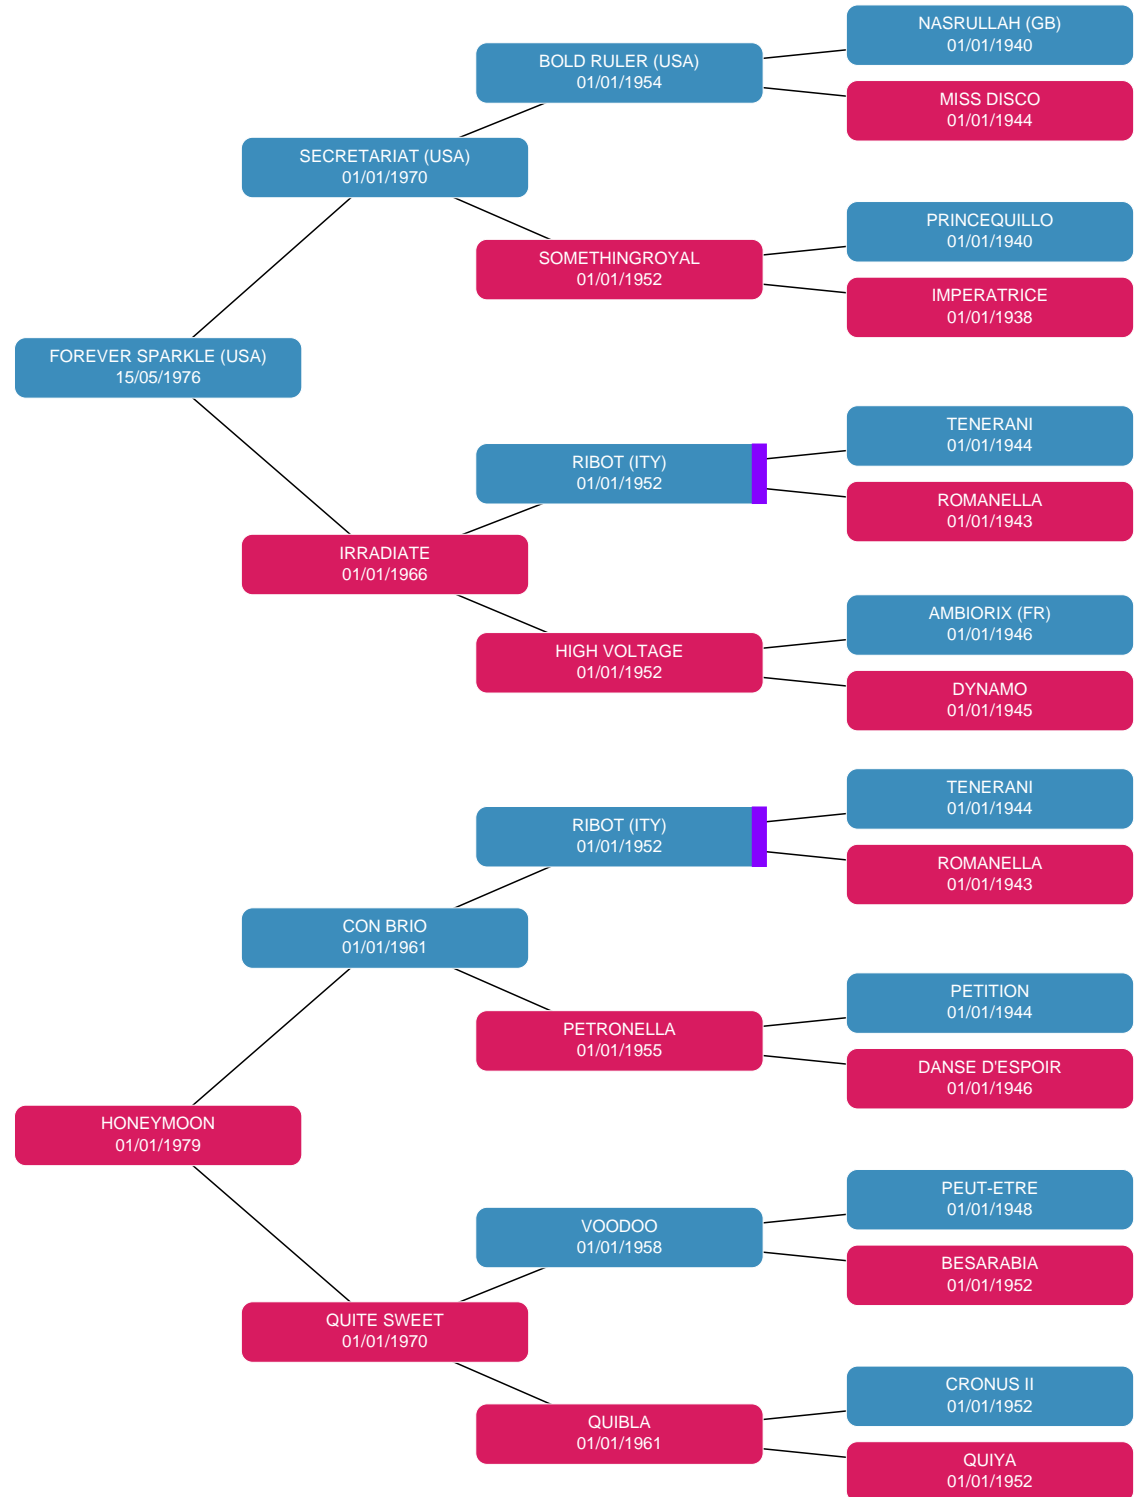 NASRULLAH (GB)
01/01/1940
BOLD RULER (USA)
01/01/1954
MISS DISCO
01/01/1944
SECRETARIAT (USA)
01/01/1970
PRINCEQUILLO
01/01/1940
SOMETHINGROYAL
01/01/1952
IMPERATRICE
01/01/1938
FOREVER SPARKLE (USA)
15/05/1976
TENERANI
01/01/1944
RIBOT (ITY)
01/01/1952
ROMANELLA
01/01/1943
IRRADIATE
01/01/1966
AMBIORIX (FR)
01/01/1946
HIGH VOLTAGE
01/01/1952
DYNAMO
01/01/1945
TENERANI
01/01/1944
RIBOT (ITY)
01/01/1952
ROMANELLA
01/01/1943
CON BRIO
01/01/1961
PETITION
01/01/1944
PETRONELLA
01/01/1955
DANSE D'ESPOIR
01/01/1946
HONEYMOON
01/01/1979
PEUT-ETRE
01/01/1948
VOODOO
01/01/1958
BESARABIA
01/01/1952
QUITE SWEET
01/01/1970
CRONUS II
01/01/1952
QUIBLA
01/01/1961
QUIYA
01/01/1952